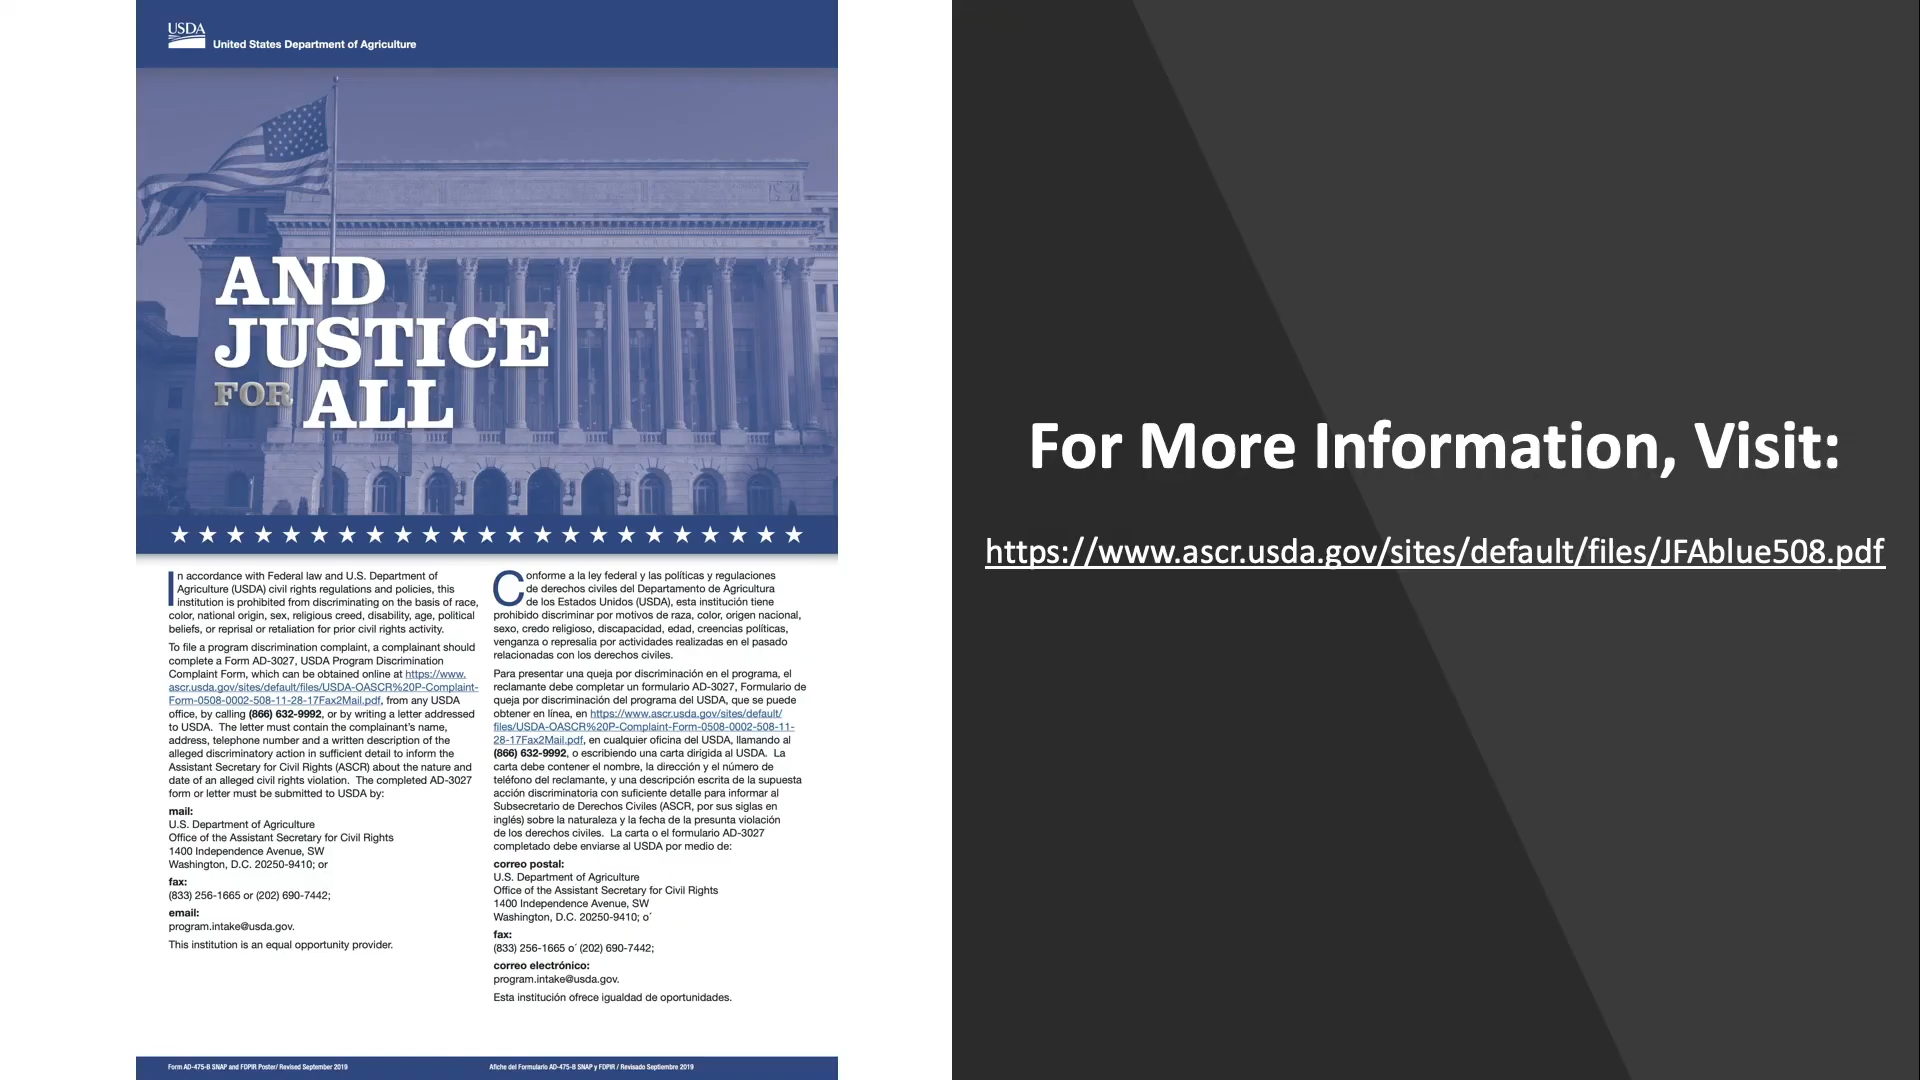 USDA
United States Department of Agriculture
AND
JUSTICE
FOR ALL
In accordance with Federal law and U.S. Department of
Agriculture (USDA) civil rights regulations and policies, this
institution is prohibited from discriminating on the basis of race,
color, national origin, sex, religious creed, disability, age, political
beliefs, or reprisal or retaliation for prior civil rights activity.
To file a program discrimination complaint, a complainant should
complete a Form AD-3027, USDA Program Discrimination
Complaint Form, which can be obtained online at https://www.
ascr.usda.gov/sites/default/files/USDA-OASCR%20P-Complaint-
Form-0508-0002-508-11-28-17Fax2Mail.pdf, from any USDA
office, by calling (866) 632-9992, or by writing a letter addressed
to USDA. The letter must contain the complainant's name,
address, telephone number and a written description of the
alleged discriminatory action in sufficient detail to inform the
Assistant Secretary for Civil Rights (ASCR) about the nature and
date of an alleged civil rights violation. The completed AD-3027
form or letter must be submitted to USDA by:
mail:
U.S. Department of Agriculture
Office of the Assistant Secretary for Civil Rights
1400 Independence Avenue, SW
Washington, D.C. 20250-9410; or
fax:
(833) 256-1665 or (202) 690-7442;
email:
program.intake@usda.gov.
This institution is an equal opportunity provider.
Conforme a la ley federal y las políticas y regulaciones
de derechos civiles del Departamento de Agricultura
de los Estados Unidos (USDA), esta institución tiene
prohibido discriminar por motivos de raza, color, origen nacional,
sexo, credo religioso, discapacidad, edad, creencias políticas,
venganza o represalia por actividades realizadas en el pasado
relacionadas con los derechos civiles.
Para presentar una queja por discriminación en el programa, el
reclamante debe completar un formulario AD-3027, Formulario de
queja por discriminación del programa del USDA, que se puede
obtener en línea, en https://www.ascr.usda.gov/sites/default/
files/USDA-OASCR%20P-Complaint-Form-0508-0002-508-11-
28-17Fax2Mail.pdf, en cualquier oficina del USDA, llamando al
(866) 632-9992, o escribiendo una carta dirigida al USDA. La
carta debe contener el nombre, la dirección y el número de
teléfono del reclamante, y una descripción escrita de la supuesta
acción discriminatoria con suficiente detalle para informar al
Subsecretario de Derechos Civiles (ASCR, por sus siglas en
inglés) sobre la naturaleza y la fecha de la presunta violación
de los derechos civiles. La carta o el formulario AD-3027
completado debe enviarse al USDA por medio de:
correo postal:
U.S. Department of Agriculture
Office of the Assistant Secretary for Civil Rights
1400 Independence Avenue, SW
Washington, D.C. 20250-9410; o´
fax:
(833) 256-1665 o´ (202) 690-7442;
correo electrónico:
program.intake@usda.gov.
Esta institución ofrece igualdad de oportunidades.
Form AD-475-B SNAP and FDPIR Poster/ Revised September 2019
Afiche del Formulario AD-475-B SNAP y FDPIR / Revisado Septiembre 2019
For More Information, Visit:
https://www.ascr.usda.gov/sites/default/files/JFAblue508.pdf